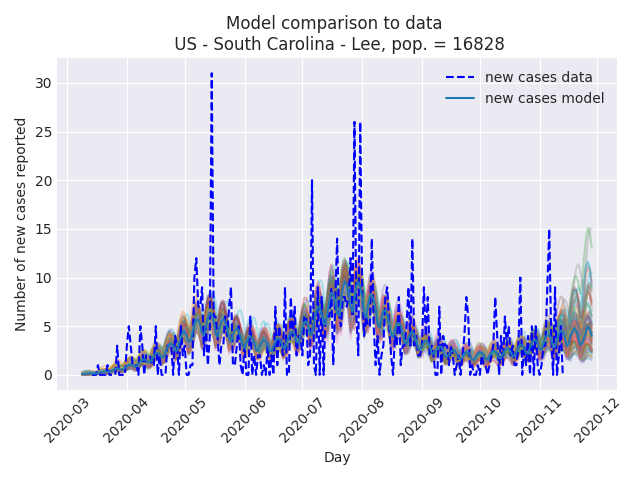 Model comparison to data
US - South Carolina - Lee, pop. = 16828
new cases data
new cases model
Number of new cases reported
30
25
20
15
10
5
0
2020-03
2020-04
2020-05
2020-06
2020-07
2020-08
2020-09
2020-10
2020-11
2020-12
Day